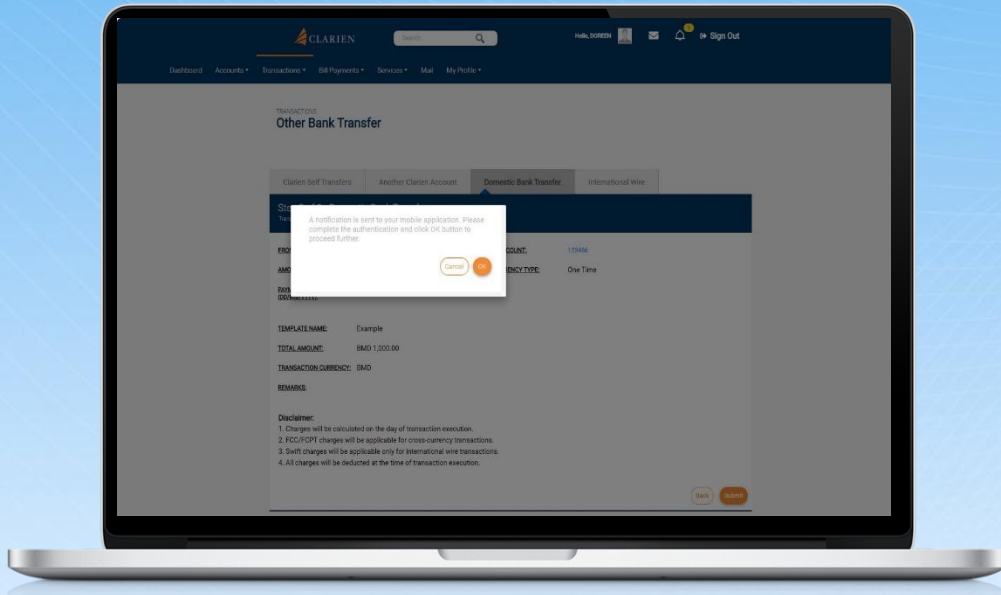 CLARIEN
Search
Hello, DOREEN
Sign Out
Dashboard Accounts Transactions Bill Payments Services Mail My Profile
TRANSACTIONS
Other Bank Transfer
Clarien Self Transfers Another Clarien Account Domestic Bank Transfer International Wire
A notification is sent to your mobile application. Please
complete the authentication and click OK button to
proceed further.
Cancel OK
123456
One Time
TEMPLATE NAME: Example
TOTAL AMOUNT: BMD 1,000.00
TRANSACTION CURRENCY: BMD
REMARKS:
Disclaimer:
1. Charges will be calculated on the day of transaction execution.
2. FCC/FCPT charges will be applicable for cross-currency transactions.
3. Swift charges will be applicable only for international wire transactions.
4. All charges will be deducted at the time of transaction execution.
Back Submit